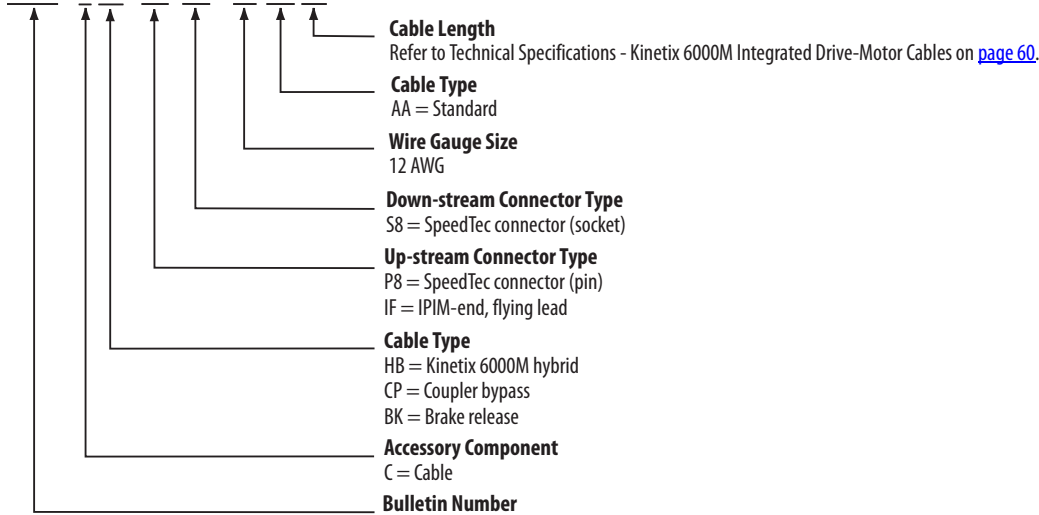 Cable Length
Refer to Technical Specifications - Kinetix 6000M Integrated Drive-Motor Cables on page 60.
Cable Type
AA = Standard
Wire Gauge Size
12 AWG
Down-stream Connector Type
S8 = SpeedTec connector (socket)
Up-stream Connector Type
P8 = SpeedTec connector (pin)
IF = IPIM-end, flying lead
Cable Type
HB = Kinetix 6000M hybrid
CP = Coupler bypass
BK = Brake release
Accessory Component
C = Cable
Bulletin Number